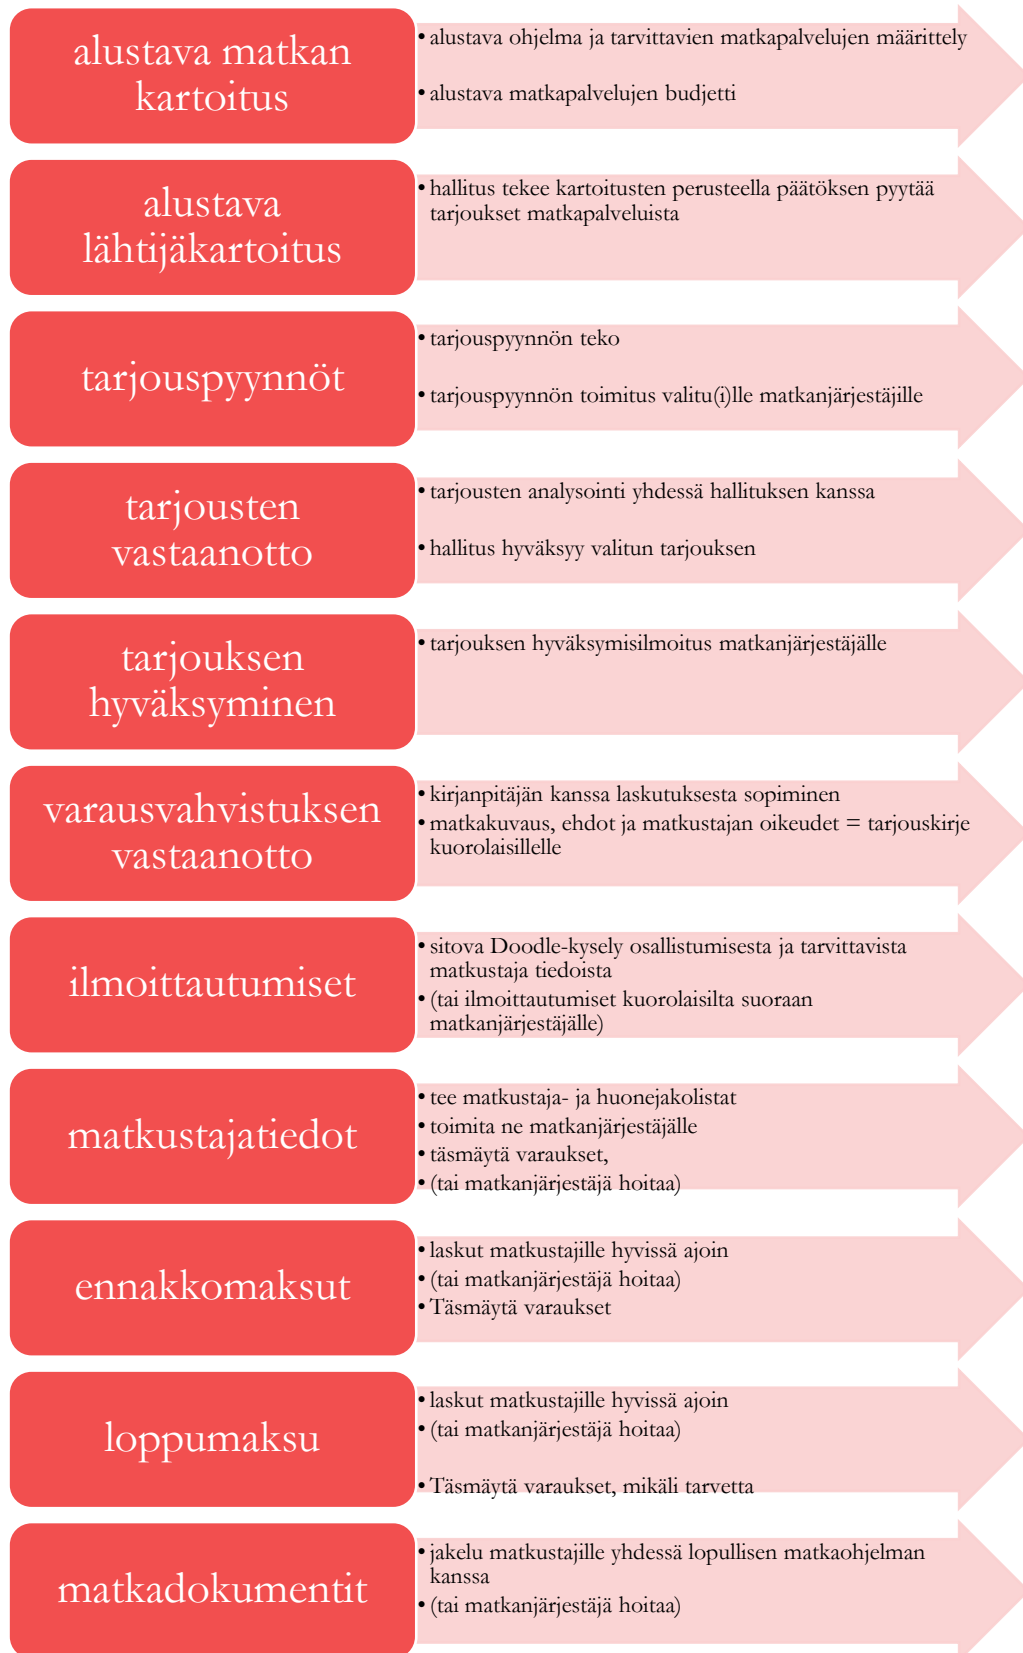 alustava matkan
kartoitus
• alustava ohjelma ja tarvittavien matkapalvelujen määrittely
• alustava matkapalvelujen budjetti
alustava
lähtijäkartoitus
• hallitus tekee kartoitusten perusteella päätöksen pyytää
tarjoukset matkapalveluista
tarjouspyynnöt
• tarjouspyynnön teko
• tarjouspyynnön toimitus valitu(i)lle matkanjärjestäjille
tarjousten
vastaanotto
• tarjousten analysointi yhdessä hallituksen kanssa
• hallitus hyväksyy valitun tarjouksen
tarjouksen
hyväksyminen
• tarjouksen hyväksymisilmoitus matkanjärjestäjälle
varausvahvistuksen
vastaanotto
• kirjanpitäjän kanssa laskutuksesta sopiminen
• matkakuvaus, ehdot ja matkustajan oikeudet = tarjouskirje
kuorolaisillelle
ilmoittautumiset
• sitova Doodle-kysely osallistumisesta ja tarvittavista
matkustaja tiedoista
• (tai ilmoittautumiset kuorolaisilta suoraan
matkanjärjestäjälle)
matkustajatiedot
• tee matkustaja- ja huonejakolistat
• toimita ne matkanjärjestäjälle
• täsmäytä varaukset,
• (tai matkanjärjestäjä hoitaa)
ennakkomaksut
• laskut matkustajille hyvissä ajoin
• (tai matkanjärjestäjä hoitaa)
• Täsmäytä varaukset
loppumaksu
• laskut matkustajille hyvissä ajoin
• (tai matkanjärjestäjä hoitaa)
• Täsmäytä varaukset, mikäli tarvetta
matkadokumentit
• jakelu matkustajille yhdessä lopullisen matkaohjelman
kanssa
• (tai matkanjärjestäjä hoitaa)